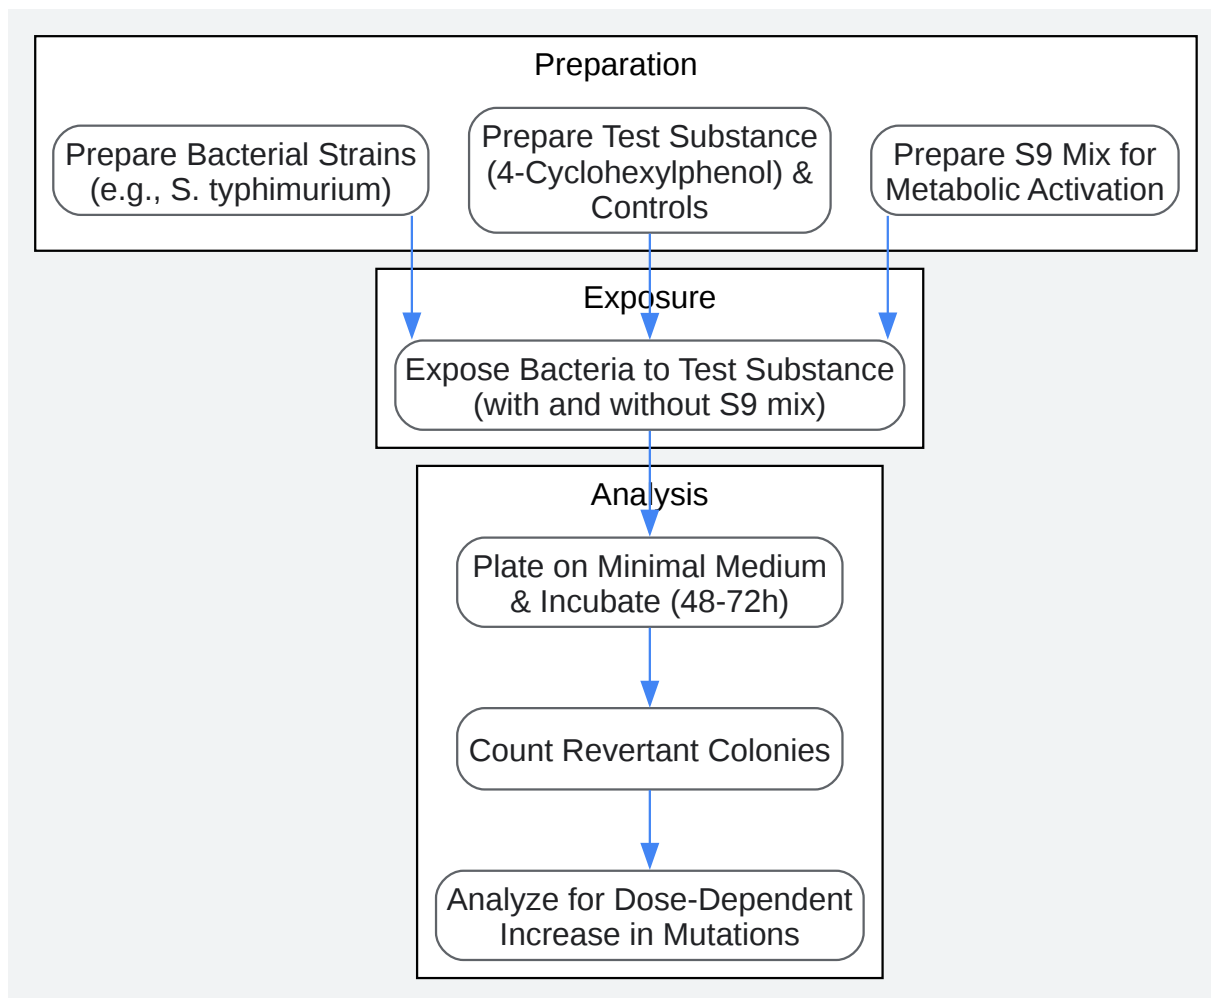 Preparation
Prepare Bacterial Strains
(e.g., S. typhimurium)
Prepare Test Substance
(4-Cyclohexylphenol) &
Controls
Prepare S9 Mix for
Metabolic Activation
Exposure
Expose Bacteria to Test Substance
(with and without S9 mix)
Analysis
Plate on Minimal Medium
& Incubate (48-72h)
Count Revertant Colonies
Analyze for Dose-Dependent
Increase in Mutations